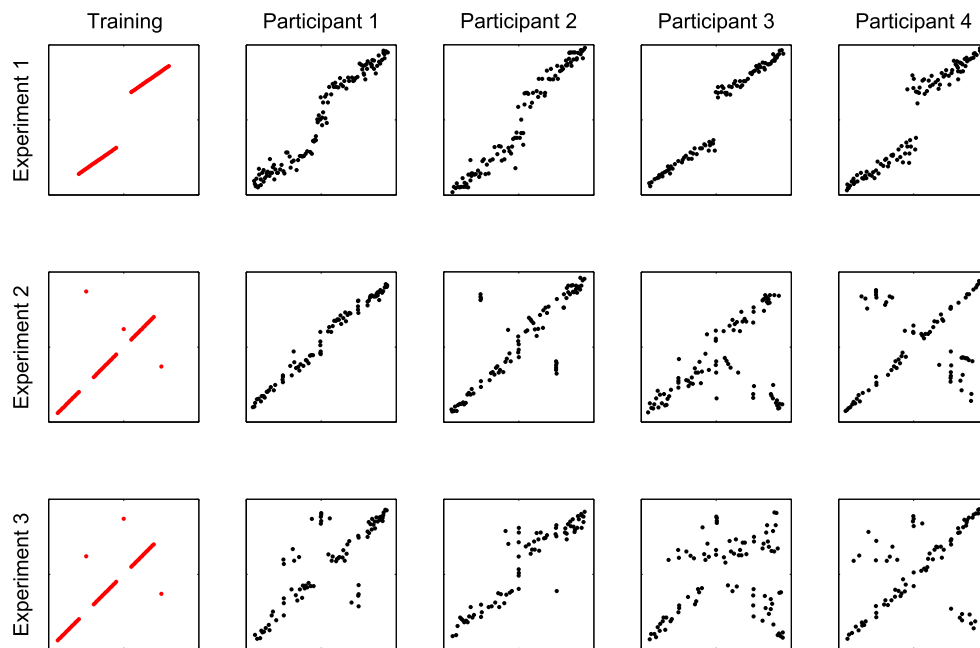 Training
Participant 1
Participant 2
Participant 3
Participant 4
Experiment 1
Experiment 2
Experiment 3